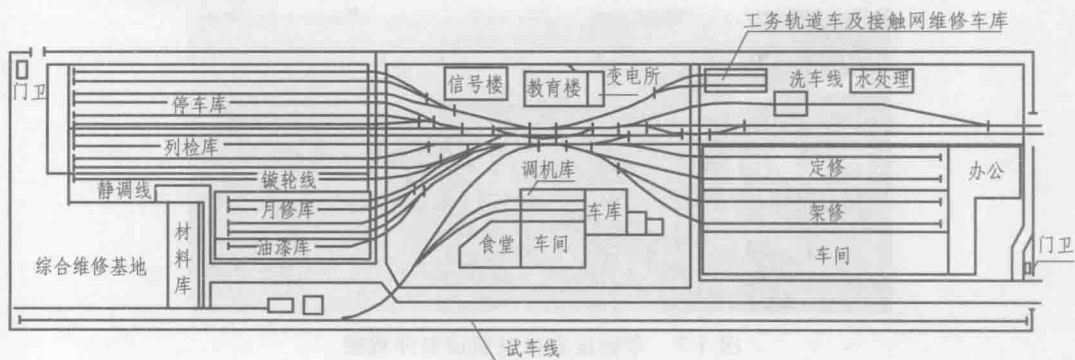 工务轨道车及接触网维修车库
门卫
停车库
信号楼
教育楼
变电所
洗车线
水处理
列检库
镟轮线
静调线
月修库
油漆库
材料库
综合维修基地
调机库
车库
食堂
车间
定修
架修
车间
办公
门卫
试车线